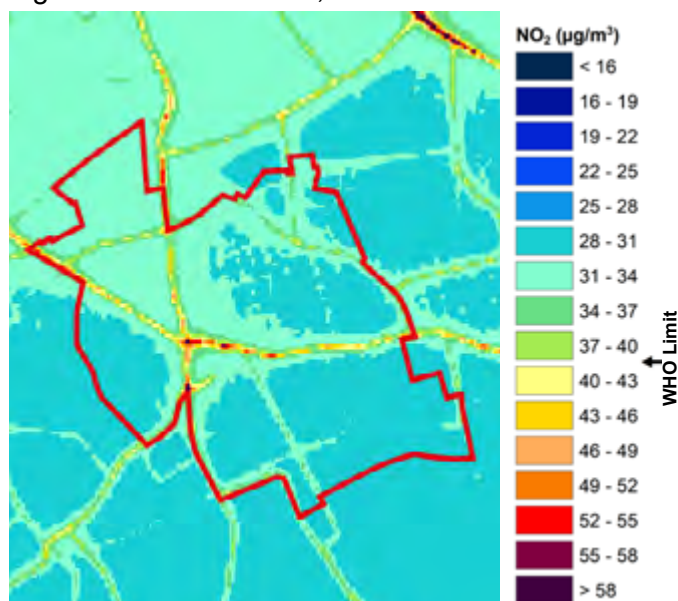 NO₂ (μg/m³)
< 16
16 - 19
19 - 22
22 - 25
25 - 28
28 - 31
31 - 34
34 - 37
37 - 40
40 - 43
43 - 46
46 - 49
49 - 52
52 - 55
55 - 58
> 58
WHO Limit